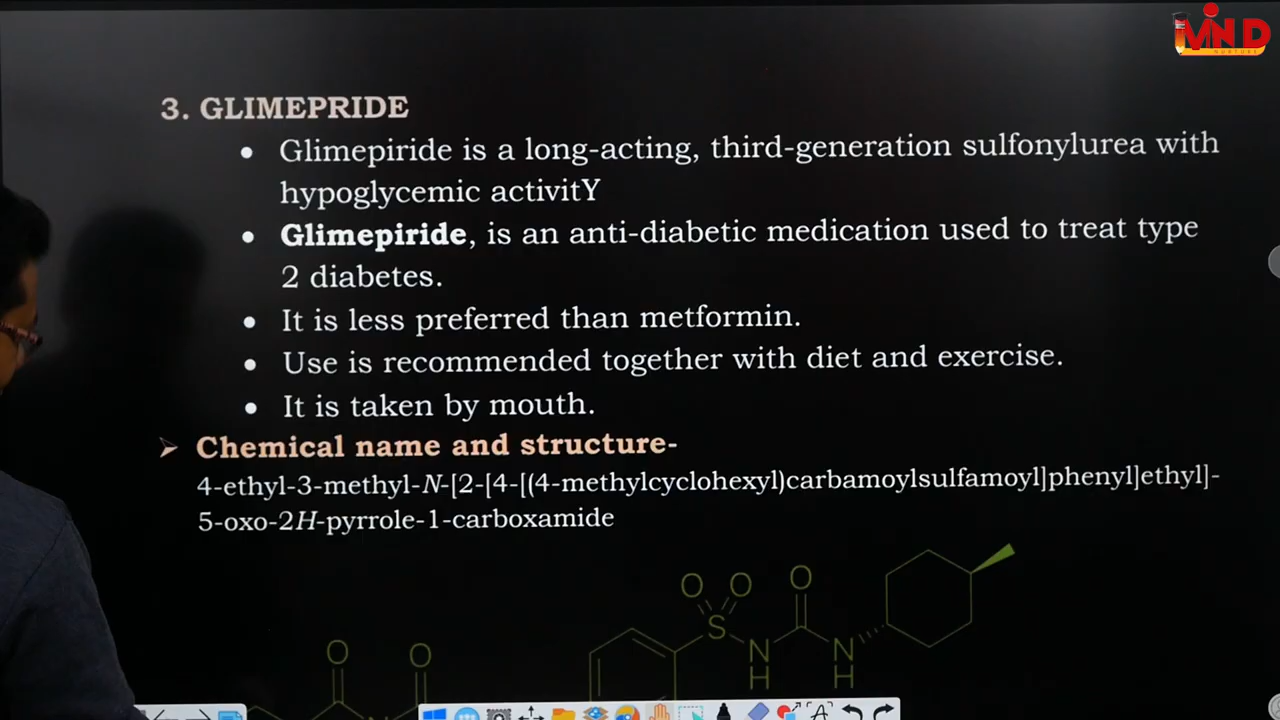 MIND
NURTURE
3. GLIMEPRIDE
• Glimepiride is a long-acting, third-generation sulfonylurea with
hypoglycemic activitY
• Glimepiride, is an anti-diabetic medication used to treat type
2 diabetes.
• It is less preferred than metformin.
• Use is recommended together with diet and exercise.
• It is taken by mouth.
➢ Chemical name and structure-
4-ethyl-3-methyl-N-[2-[4-[(4-methylcyclohexyl)carbamoylsulfamoyl]phenyl]ethyl]-
5-oxo-2H-pyrrole-1-carboxamide
O O O
S
N N
H H
O O